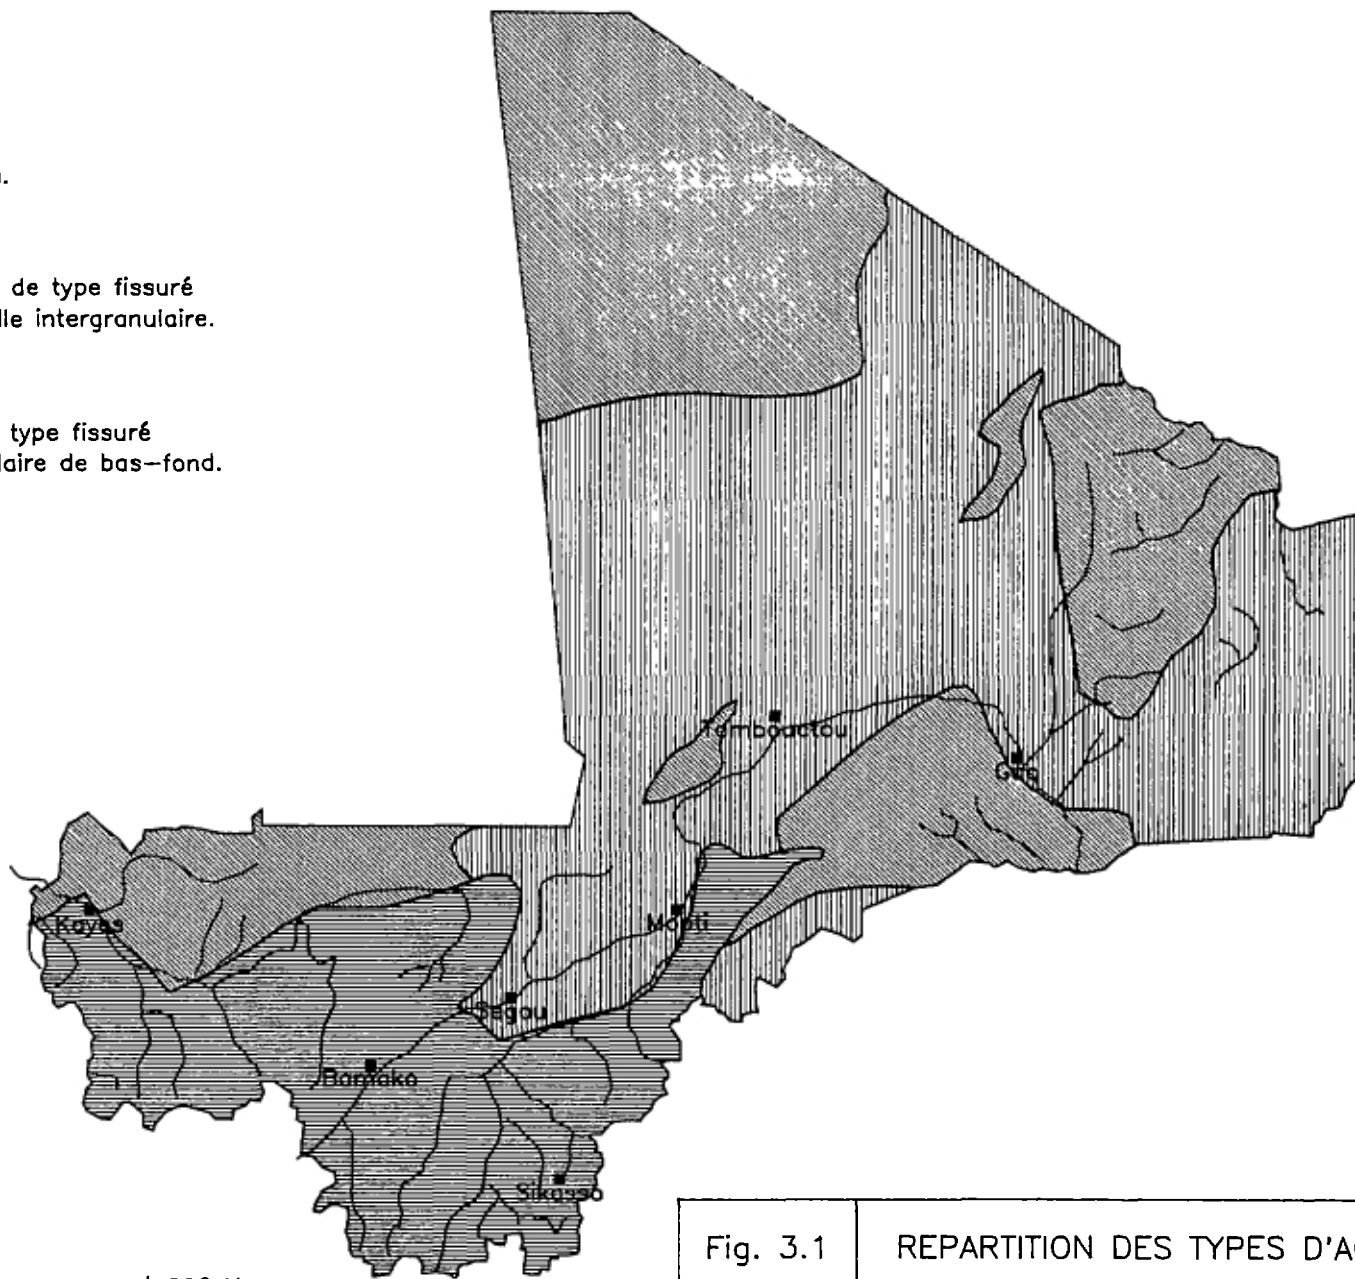 de type fissuré
lle intergranulaire.
type fissuré
laire de bas-fond.
Tombouctou
Gao
Kayes
Mopti
Ségou
Bamako
Sikasso
Fig. 3.1
REPARTITION DES TYPES D'A